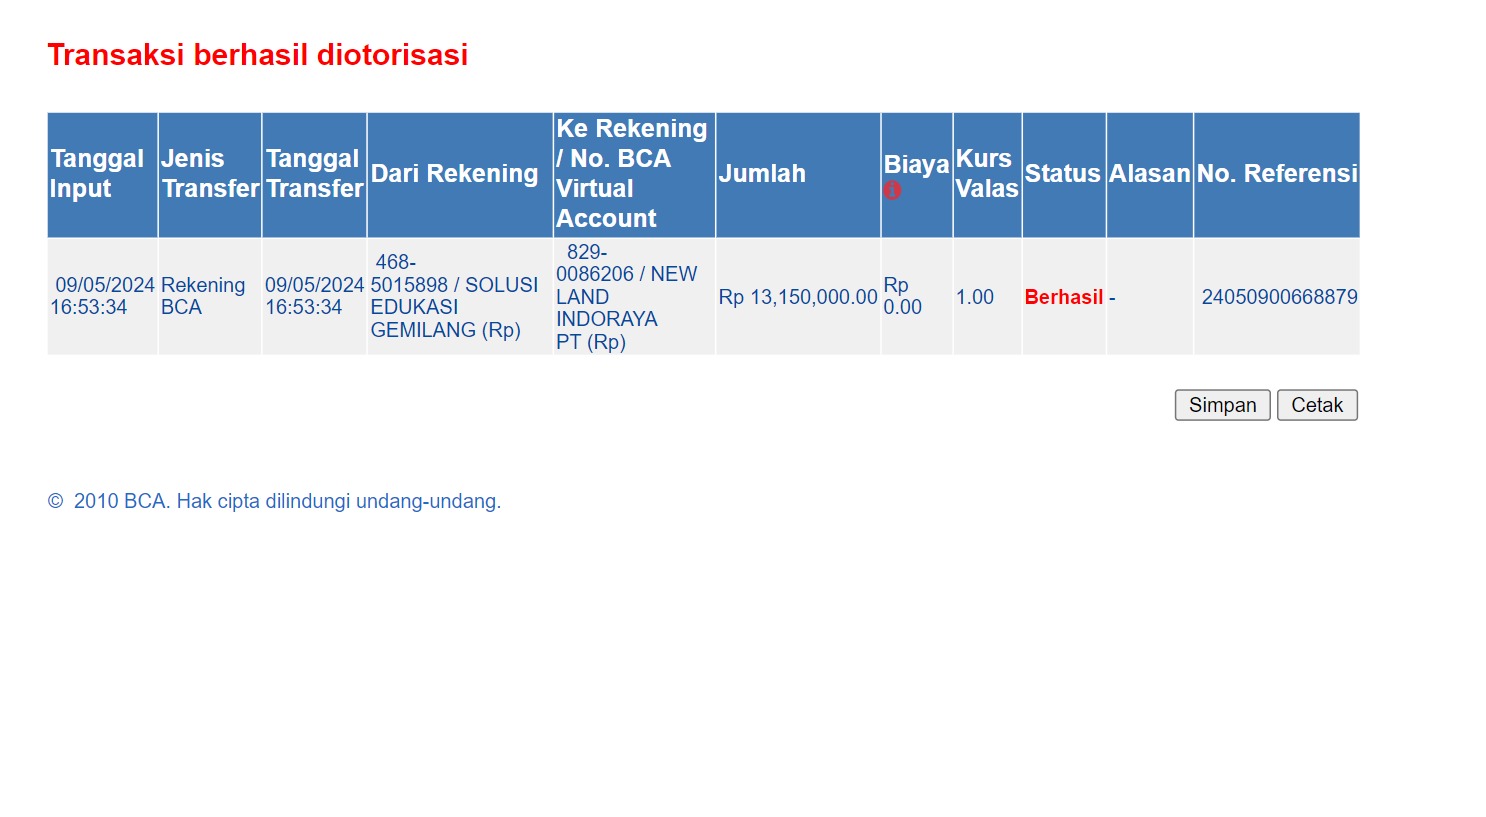 Transaksi berhasil diotorisasi
Tanggal Input
Jenis Transfer
Tanggal Transfer
Dari Rekening
Ke Rekening / No. BCA Virtual Account
Jumlah
Biaya
Kurs Valas
Status
Alasan
No. Referensi
09/05/2024
16:53:34
Rekening
BCA
09/05/2024
16:53:34
468-
5015898 / SOLUSI
EDUKASI
GEMILANG (Rp)
829-
0086206 / NEW
LAND
INDORAYA
PT (Rp)
Rp 13,150,000.00
Rp
0.00
1.00
Berhasil
-
24050900668879
Simpan
Cetak
© 2010 BCA. Hak cipta dilindungi undang-undang.